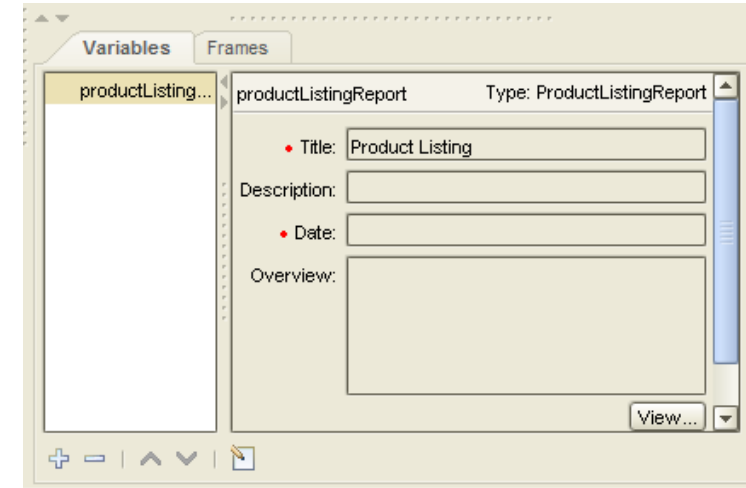 Variables Frames
productListing...
productListingReport Type: ProductListingReport
• Title: Product Listing
Description:
• Date:
Overview:
View...